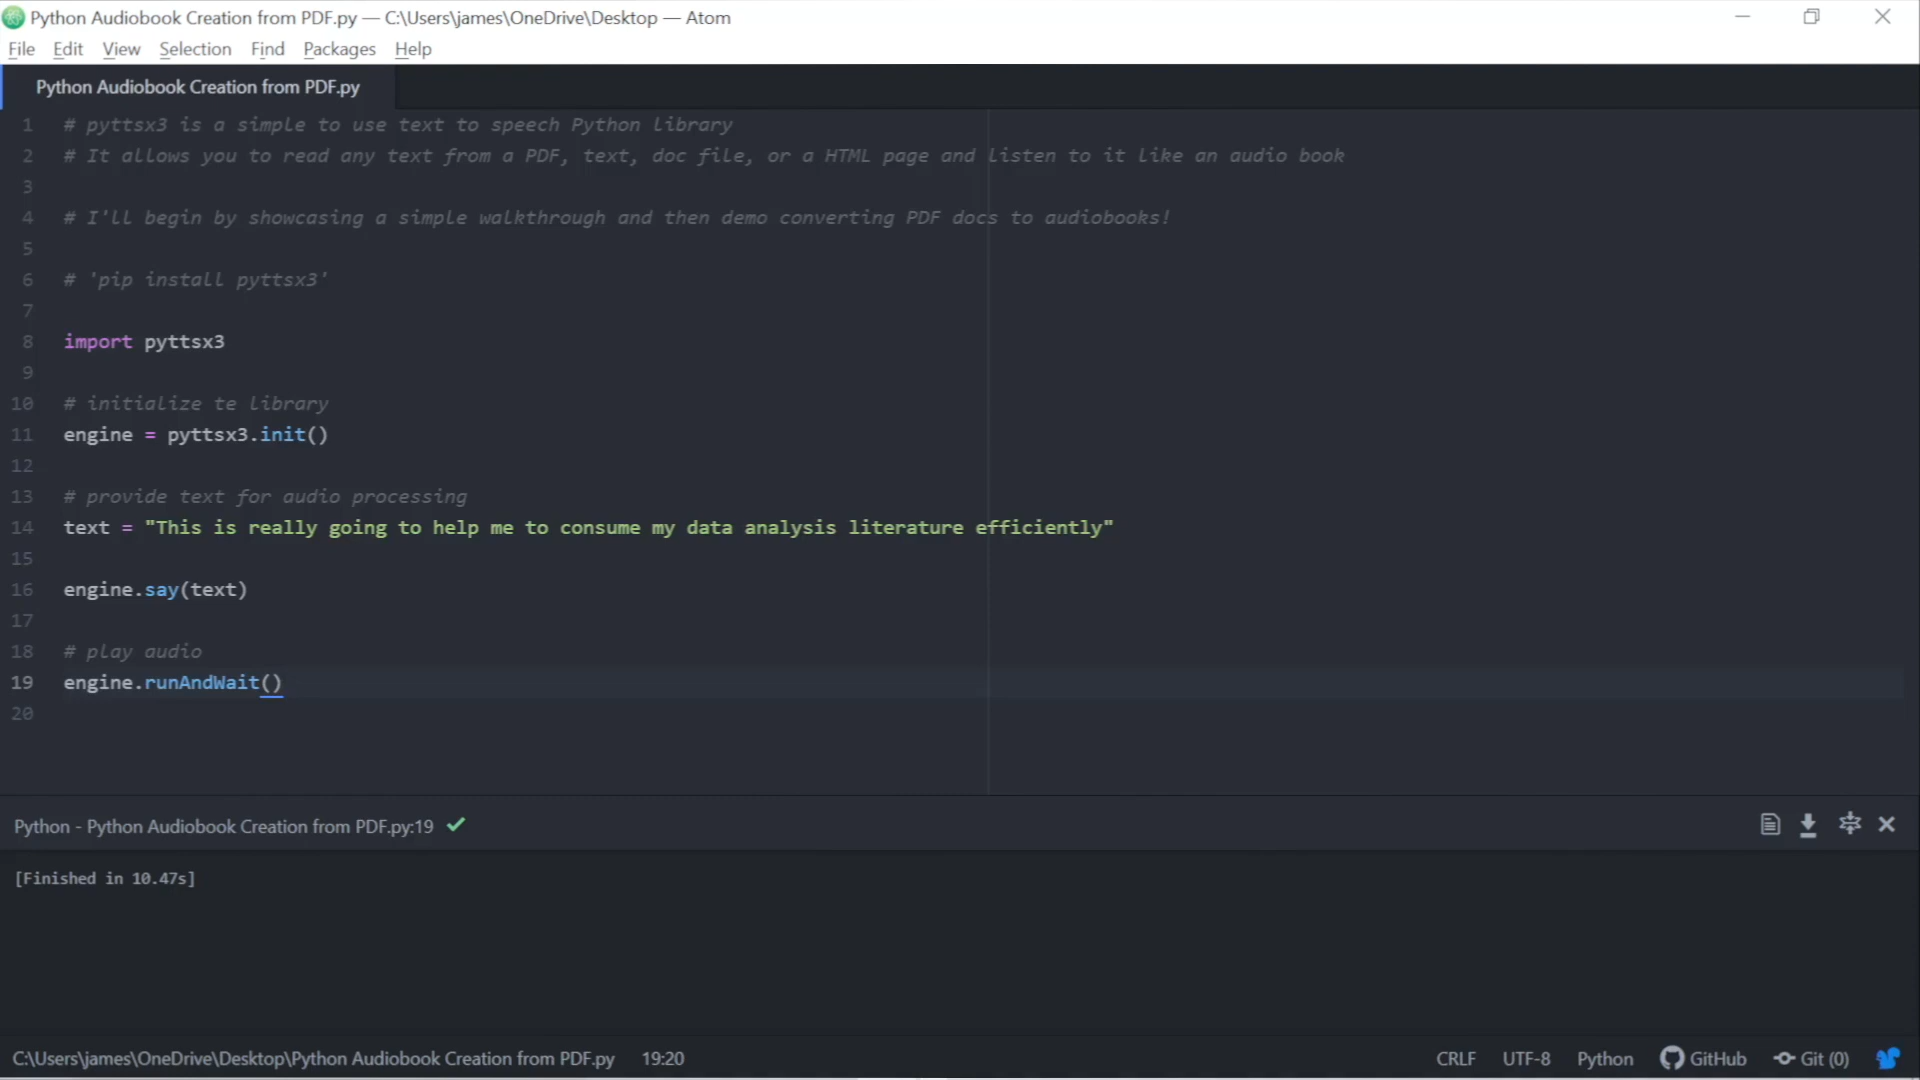 Python Audiobook Creation from PDF.py — C:\Users\james\OneDrive\Desktop — Atom
File Edit View Selection Find Packages Help
Python Audiobook Creation from PDF.py
1 # pyttsx3 is a simple to use text to speech Python library
2 # It allows you to read any text from a PDF, text, doc file, or a HTML page and listen to it like an audio book
3
4 # I'll begin by showcasing a simple walkthrough and then demo converting PDF docs to audiobooks!
5
6 # 'pip install pyttsx3'
7
8 import pyttsx3
9
10 # initialize te library
11 engine = pyttsx3.init()
12
13 # provide text for audio processing
14 text = "This is really going to help me to consume my data analysis literature efficiently"
15
16 engine.say(text)
17
18 # play audio
19 engine.runAndWait()
20
Python - Python Audiobook Creation from PDF.py:19
[Finished in 10.47s]
C:\Users\james\OneDrive\Desktop\Python Audiobook Creation from PDF.py 19:20 CRLF UTF-8 Python GitHub Git (0)